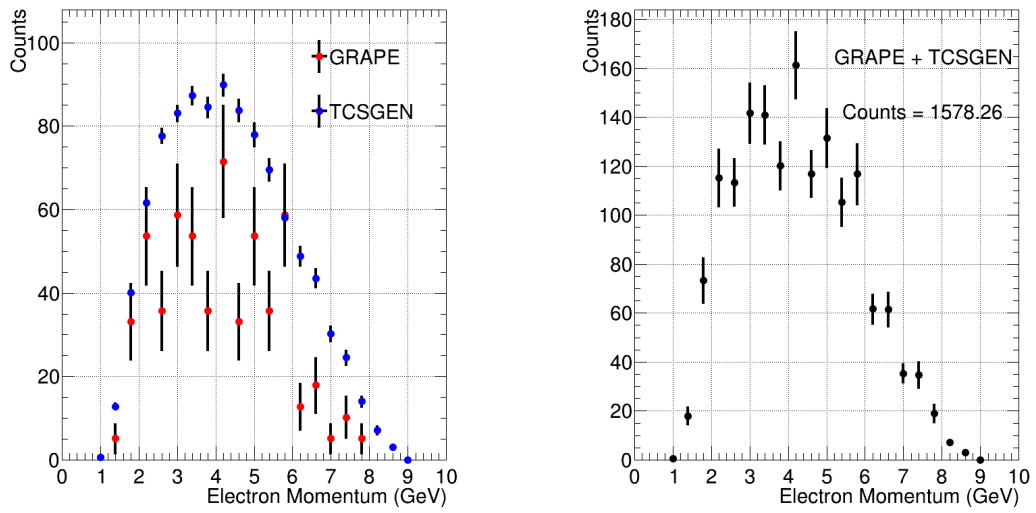 Counts
100
80
60
40
20
0
GRAPE
TCSGEN
0 1 2 3 4 5 6 7 8 9 10
Electron Momentum (GeV)
Counts
180
160
140
120
100
80
60
40
20
0
GRAPE + TCSGEN
Counts = 1578.26
0 1 2 3 4 5 6 7 8 9 10
Electron Momentum (GeV)